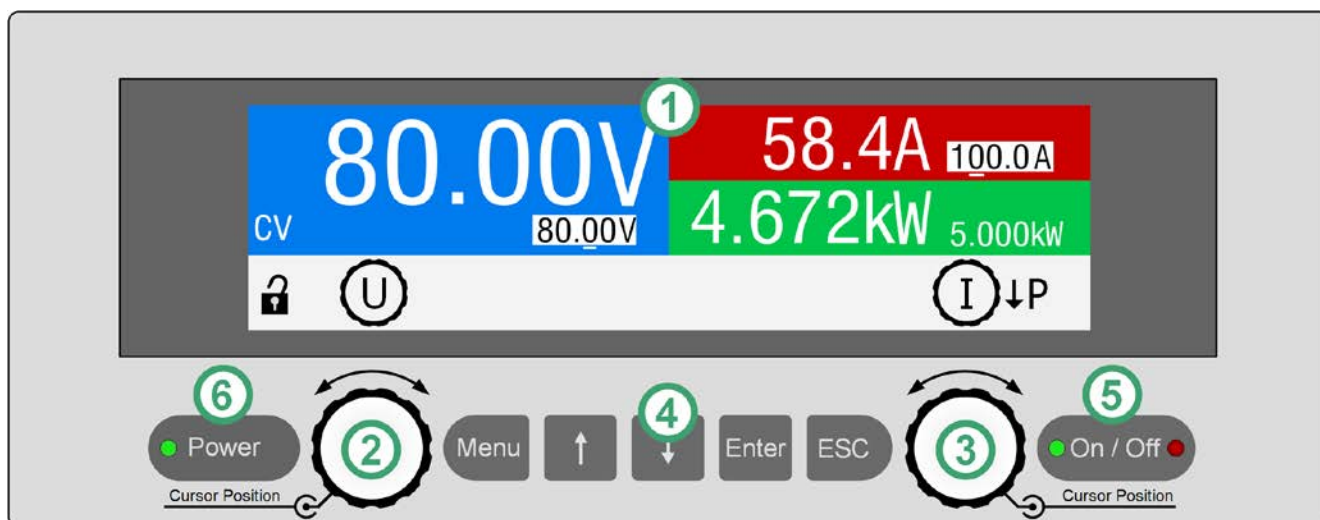 1
80.00V
58.4A 100.0A
CV 80.00V
4.672kW 5.000kW
U I ↓P
6 5
4
Power 2 Menu ↑ ↓ Enter ESC 3 On / Off
Cursor Position Cursor Position